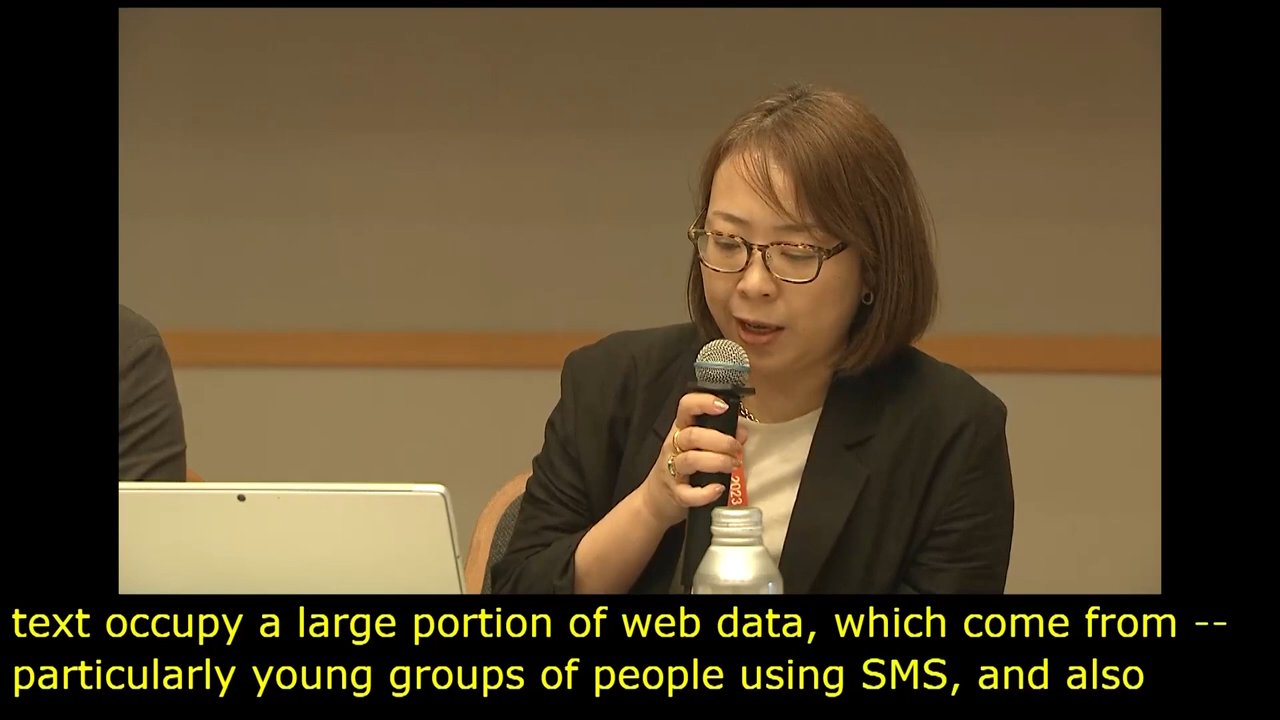 2023
text occupy a large portion of web data, which come from --
particularly young groups of people using SMS, and also